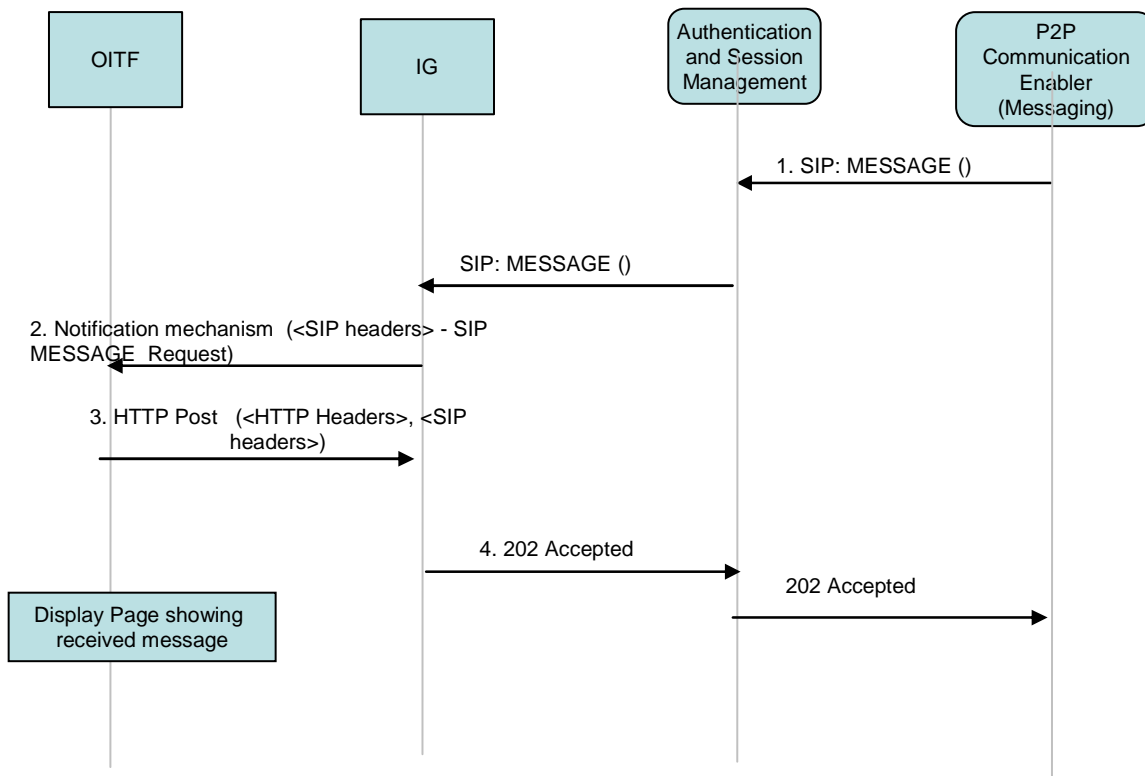 OITF
IG
Authentication
and Session
Management
P2P
Communication
Enabler
(Messaging)
1. SIP: MESSAGE ()
SIP: MESSAGE ()
2. Notification mechanism (<SIP headers> - SIP
MESSAGE Request)
3. HTTP Post (<HTTP Headers>, <SIP
headers>)
4. 202 Accepted
202 Accepted
Display Page showing
received message